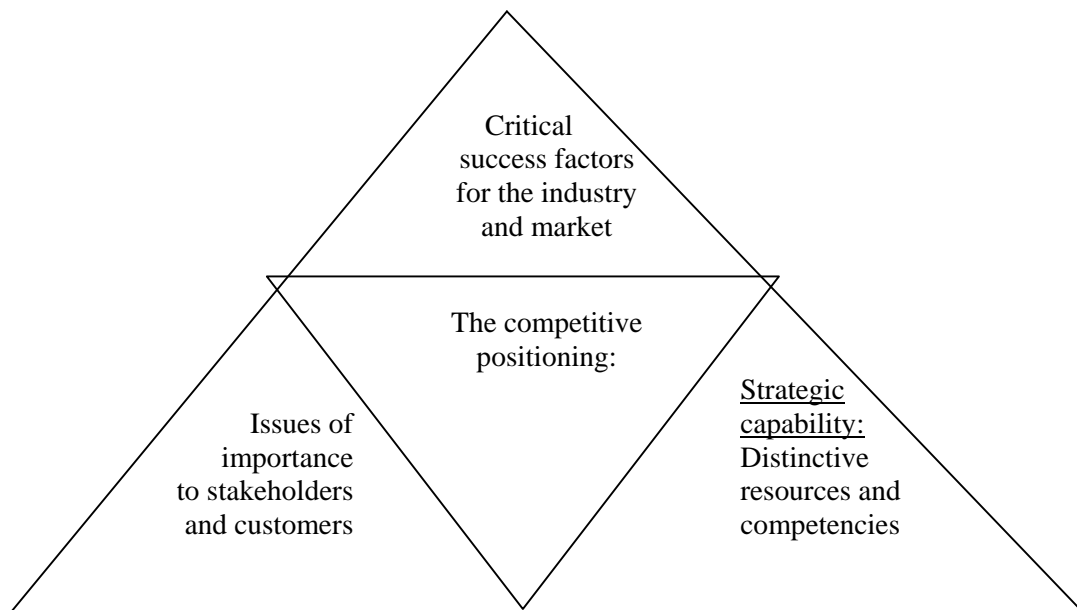 Critical
success factors
for the industry
and market
The competitive
positioning:
Issues of
importance
to stakeholders
and customers
Strategic
capability:
Distinctive
resources and
competencies